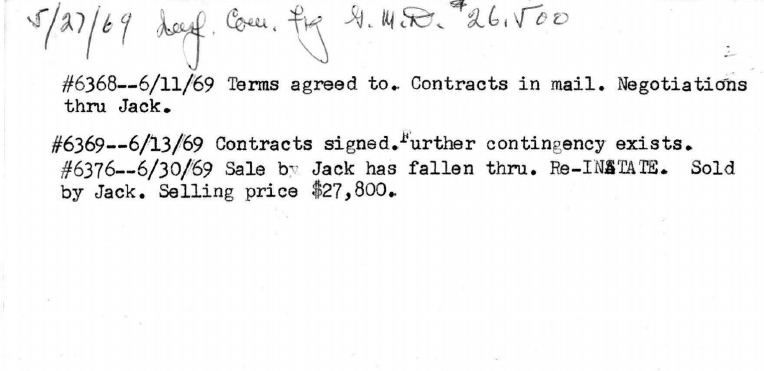 5/27/69 Conv. Fig G.M.D. $26,500
#6368--6/11/69 Terms agreed to. Contracts in mail. Negotiations
thru Jack.
#6369--6/13/69 Contracts signed. Further contingency exists.
#6376--6/30/69 Sale by Jack has fallen thru. Re-INSTATE. Sold
by Jack. Selling price $27,800.